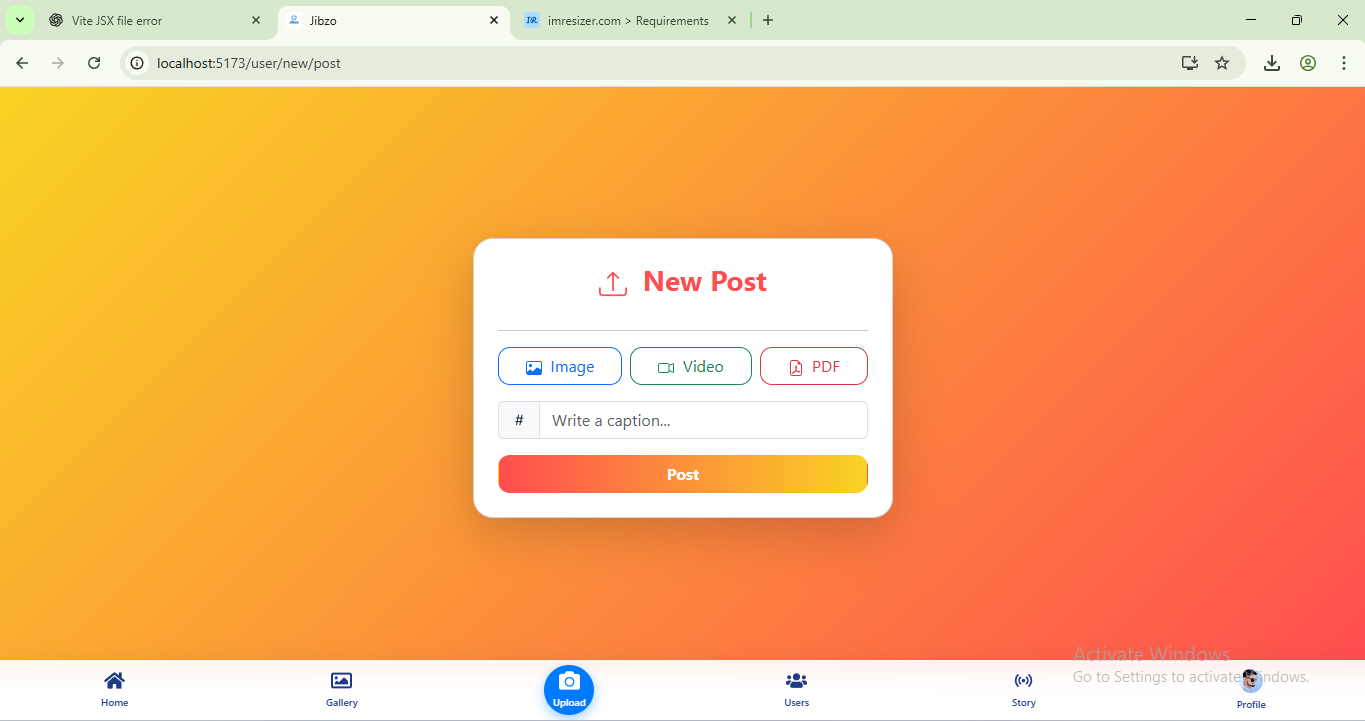 Vite JSX file error
Jibzo
IR
imresizer.com > Requirements
localhost:5173/user/new/post
New Post
Image
Video
PDF
# Write a caption...
Post
Activate Windows
Go to Settings to activate Windows.
Home
Gallery
Upload
Users
Story
Profile